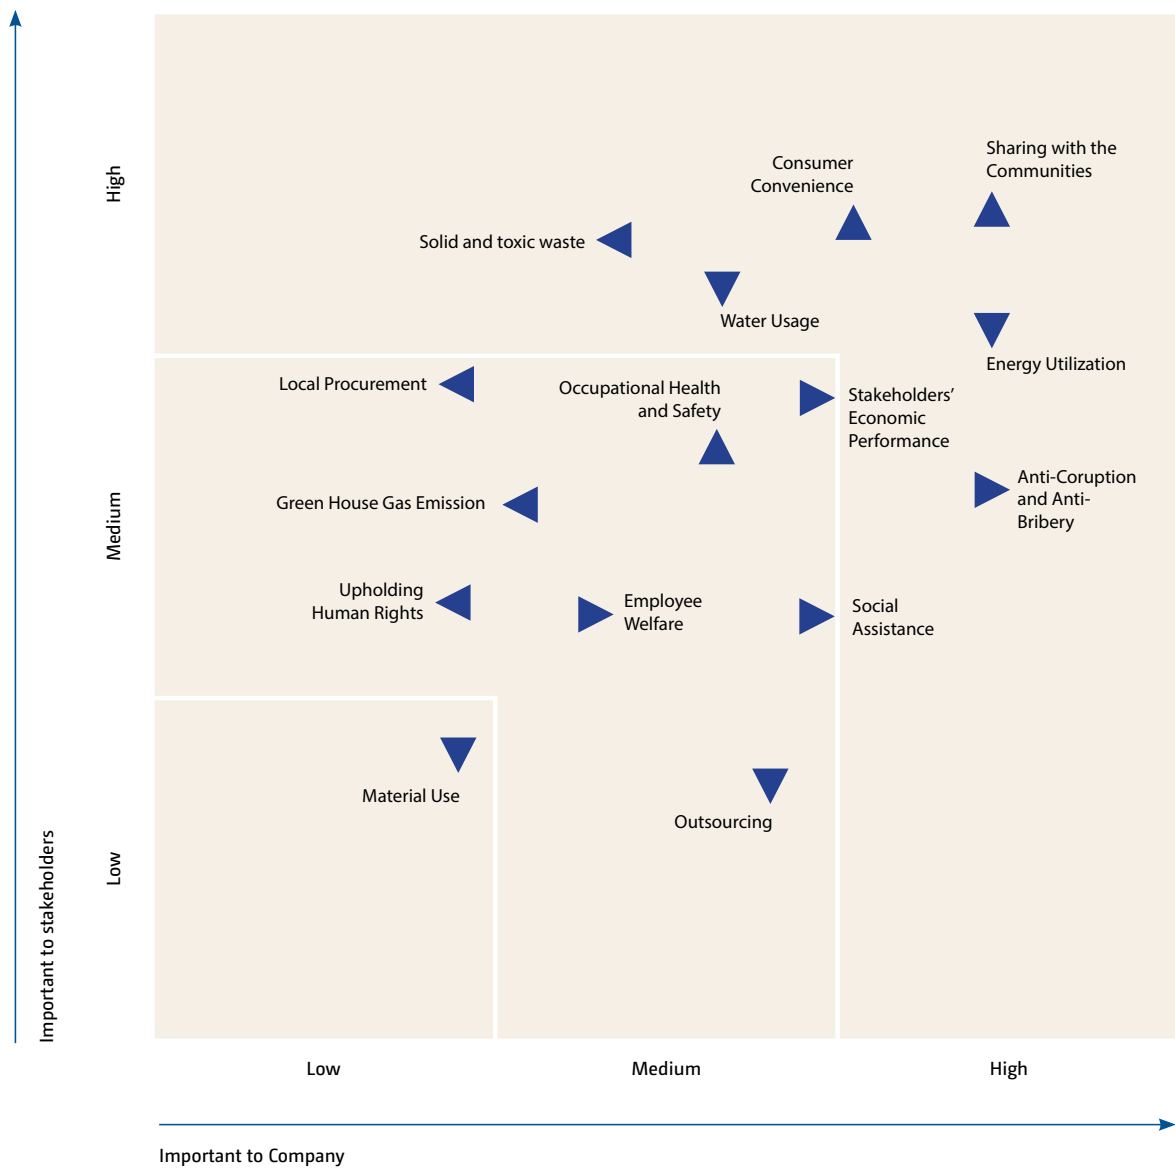 High
Medium
Low
Important to stakeholders
Sharing with the
Communities
Consumer
Convenience
Solid and toxic waste
Water Usage
Energy Utilization
Local Procurement
Occupational Health
and Safety
Stakeholders’
Economic
Performance
Anti-Coruption
and Anti-
Bribery
Green House Gas Emission
Upholding
Human Rights
Employee
Welfare
Social
Assistance
Material Use
Outsourcing
Low
Medium
High
Important to Company